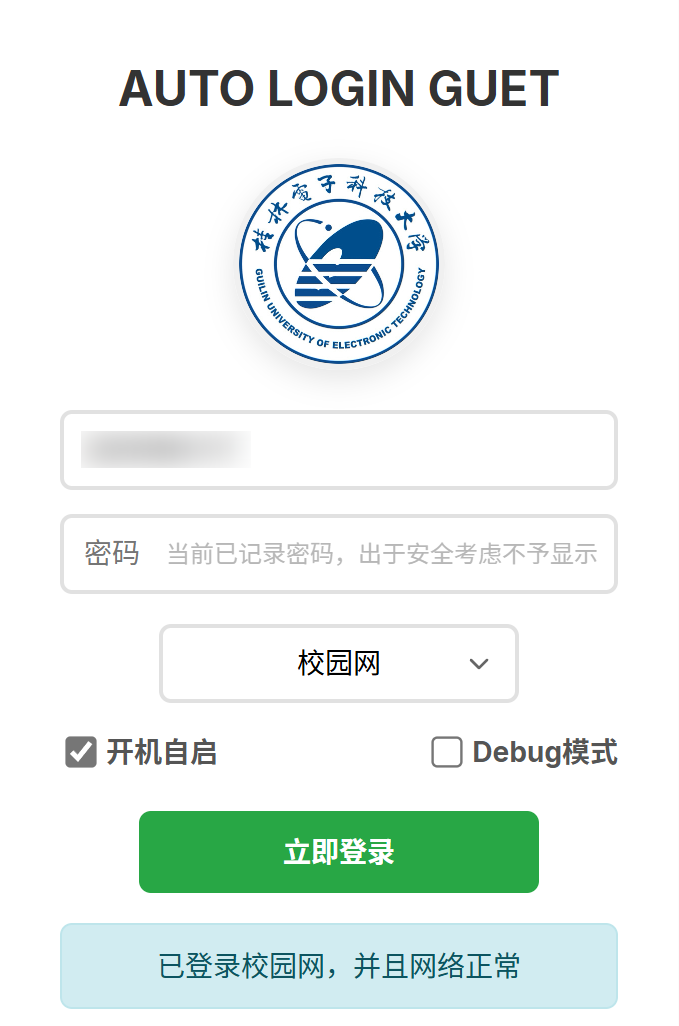 AUTO LOGIN GUET
桂林電子科技大学
GUILIN UNIVERSITY OF ELECTRONIC TECHNOLOGY
密码 当前已记录密码，出于安全考虑不予显示
校园网
开机自启 Debug模式
立即登录
已登录校园网，并且网络正常